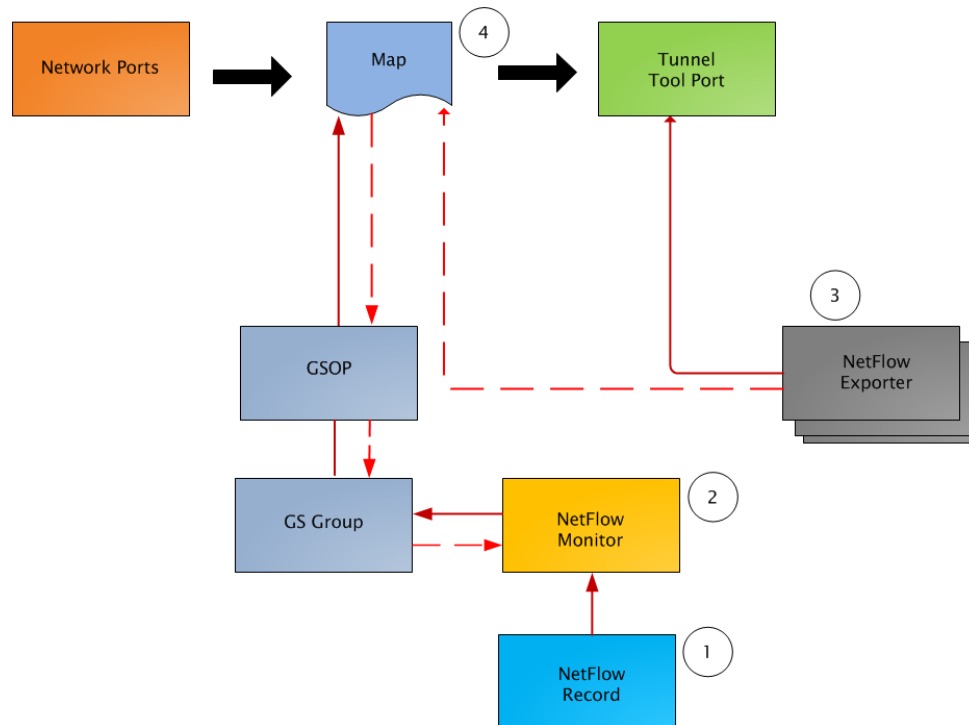 Network Ports
Map
4
Tunnel
Tool Port
3
NetFlow
Exporter
GSOP
GS Group
NetFlow
Monitor
2
NetFlow
Record
1